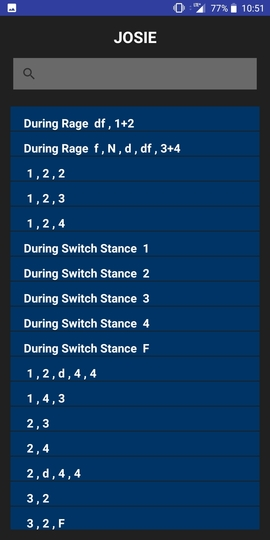 77% 10:51
JOSIE
During Rage df , 1+2
During Rage f , N , d , df , 3+4
1 , 2 , 2
1 , 2 , 3
1 , 2 , 4
During Switch Stance 1
During Switch Stance 2
During Switch Stance 3
During Switch Stance 4
During Switch Stance F
1 , 2 , d , 4 , 4
1 , 4 , 3
2 , 3
2 , 4
2 , d , 4 , 4
3 , 2
3 , 2 , F